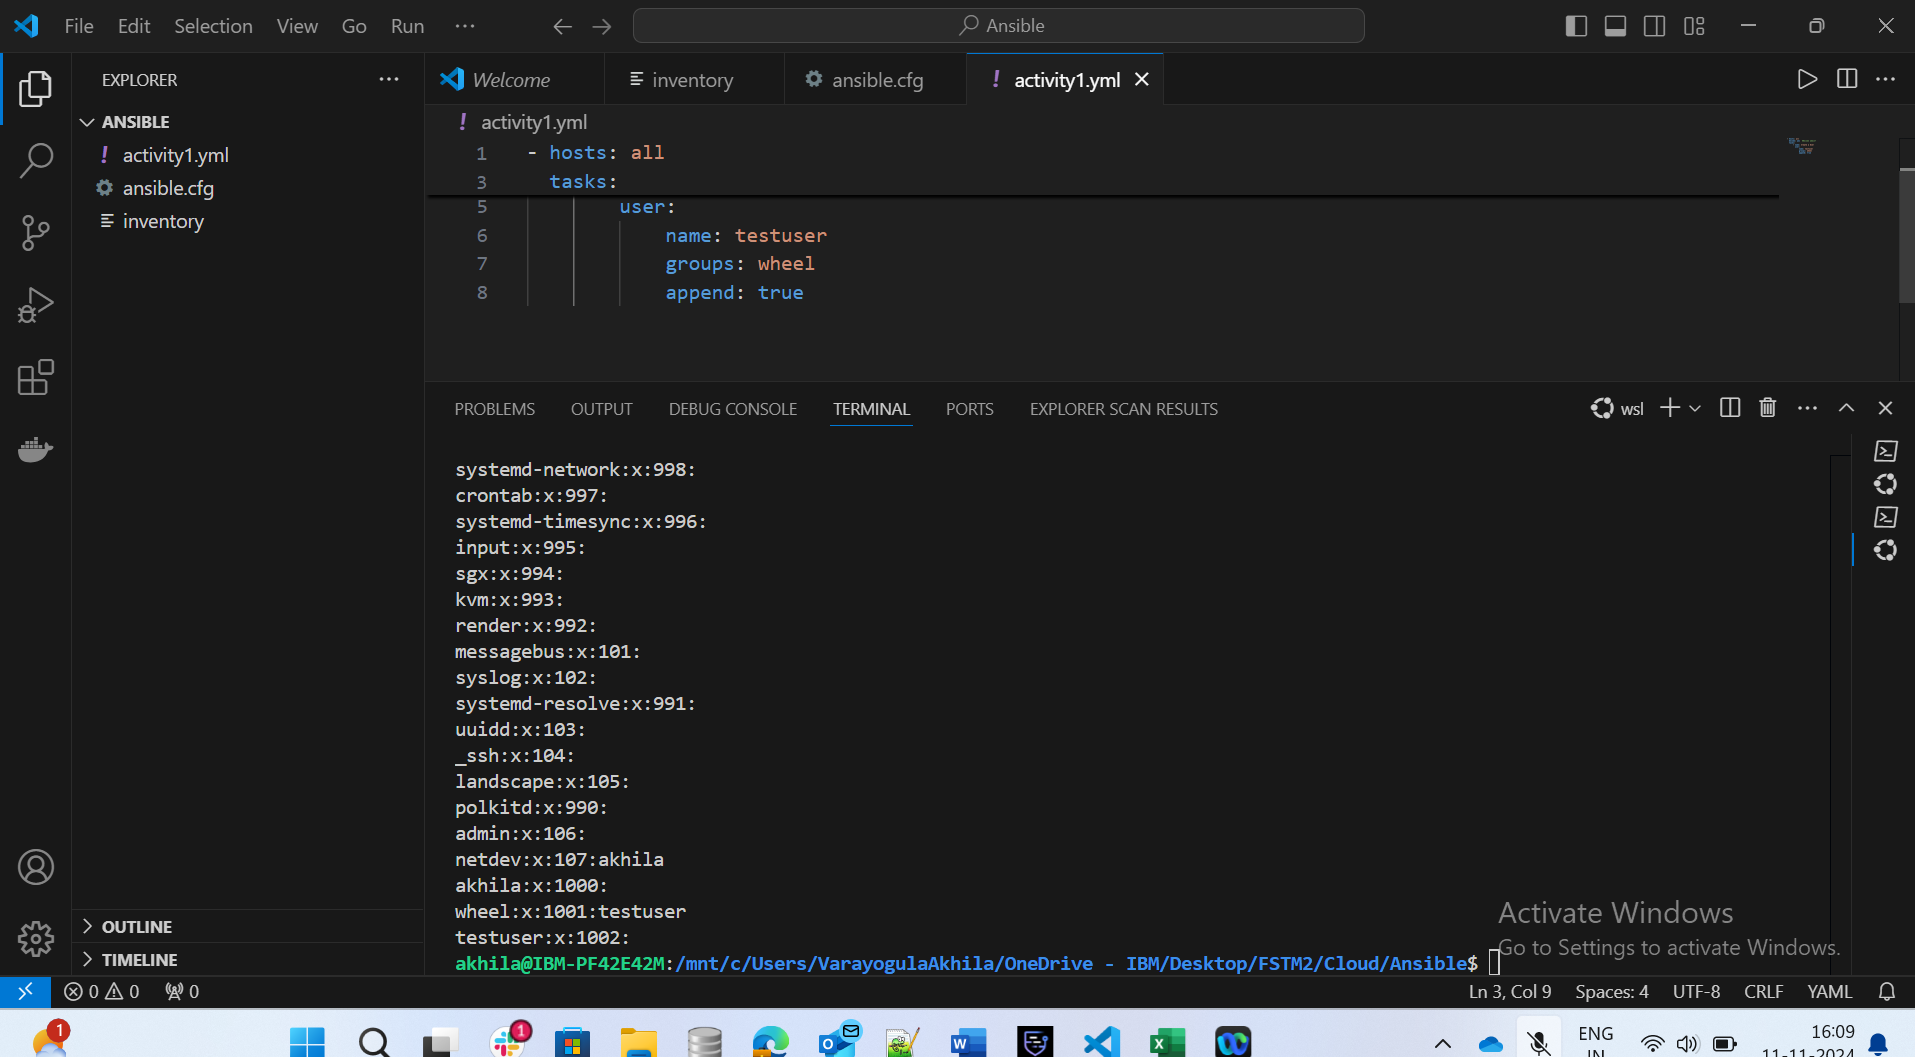 File Edit Selection View Go Run ··· Ansible
EXPLORER ···
ANSIBLE
! activity1.yml
ansible.cfg
inventory
OUTLINE
TIMELINE
Welcome inventory ansible.cfg ! activity1.yml
! activity1.yml
1 - hosts: all
3 tasks:
5 user:
6 name: testuser
7 groups: wheel
8 append: true
PROBLEMS OUTPUT DEBUG CONSOLE TERMINAL PORTS EXPLORER SCAN RESULTS wsl
systemd-network:x:998:
crontab:x:997:
systemd-timesync:x:996:
input:x:995:
sgx:x:994:
kvm:x:993:
render:x:992:
messagebus:x:101:
syslog:x:102:
systemd-resolve:x:991:
uuidd:x:103:
_ssh:x:104:
landscape:x:105:
polkitd:x:990:
admin:x:106:
netdev:x:107:akhila
akhila:x:1000:
wheel:x:1001:testuser
testuser:x:1002:
akhila@IBM-PF42E42M:/mnt/c/Users/VarayogulaAkhila/OneDrive - IBM/Desktop/FSTM2/Cloud/Ansible$
Activate Windows
Go to Settings to activate Windows.
0 0 0 Ln 3, Col 9 Spaces: 4 UTF-8 CRLF YAML
1 1 ENG 16:09
IN 11-11-2024